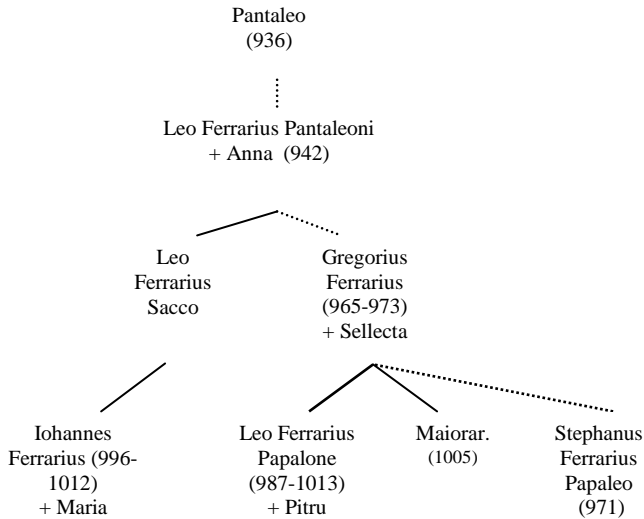 Pantaleo
(936)
Leo Ferrarius Pantaleoni
+ Anna (942)
Leo
Ferrarius
Sacco
Gregorius
Ferrarius
(965-973)
+ Sellecta
Iohannes
Ferrarius (996-
1012)
+ Maria
Leo Ferrarius
Papalone
(987-1013)
+ Pitru
Maiorar.
(1005)
Stephanus
Ferrarius
Papaleo
(971)